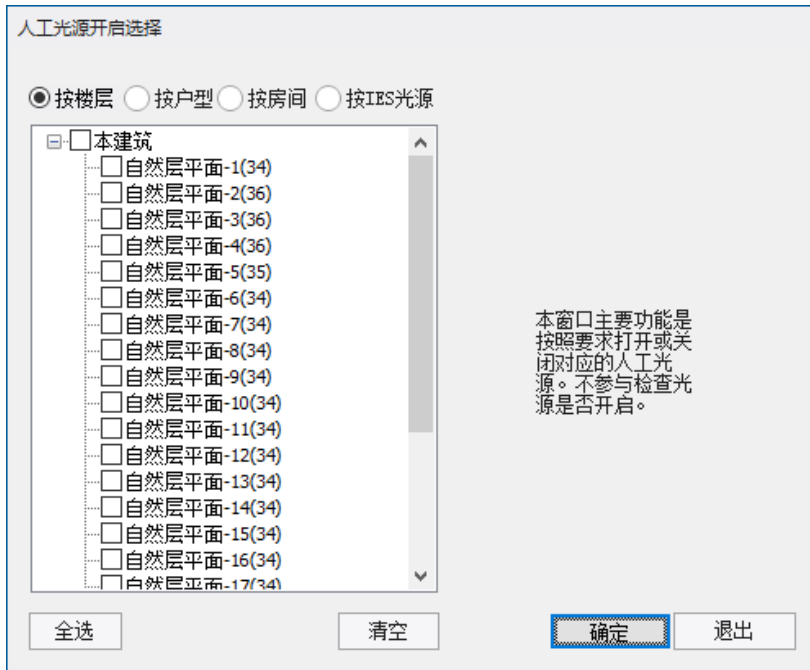 人工光源开启选择
按楼层 按户型 按房间 按IES光源
本建筑
自然层平面-1(34)
自然层平面-2(36)
自然层平面-3(36)
自然层平面-4(36)
自然层平面-5(35)
自然层平面-6(34)
自然层平面-7(34)
自然层平面-8(34)
自然层平面-9(34)
自然层平面-10(34)
自然层平面-11(34)
自然层平面-12(34)
自然层平面-13(34)
自然层平面-14(34)
自然层平面-15(34)
自然层平面-16(34)
自然层平面-17(34)
本窗口主要功能是
按照要求打开或关
闭对应的人工光
源。不参与检查光
源是否开启。
全选 清空 确定 退出